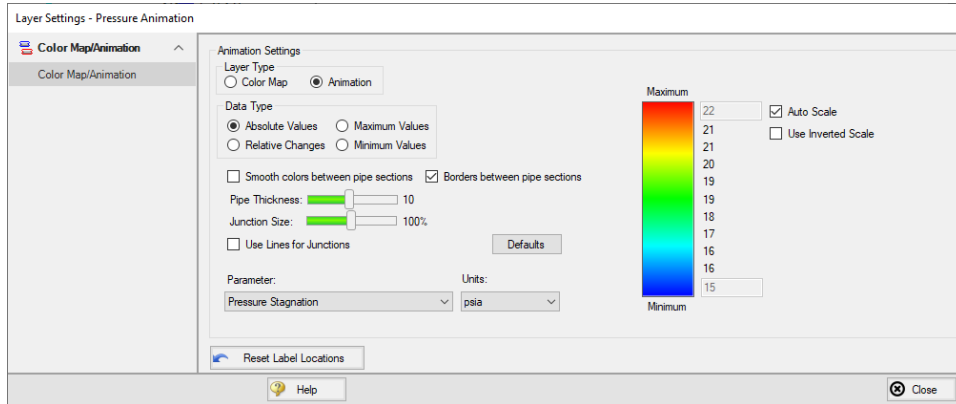 Layer Settings - Pressure Animation
Color Map/Animation
Color Map/Animation
Animation Settings
Layer Type
Color Map
Animation
Data Type
Absolute Values
Maximum Values
Relative Changes
Minimum Values
Smooth colors between pipe sections
Borders between pipe sections
Pipe Thickness:
10
Junction Size:
100%
Use Lines for Junctions
Defaults
Parameter:
Units:
Pressure Stagnation
psia
Maximum
22
21
21
20
19
19
18
17
16
16
15
Minimum
Auto Scale
Use Inverted Scale
Reset Label Locations
Help
Close